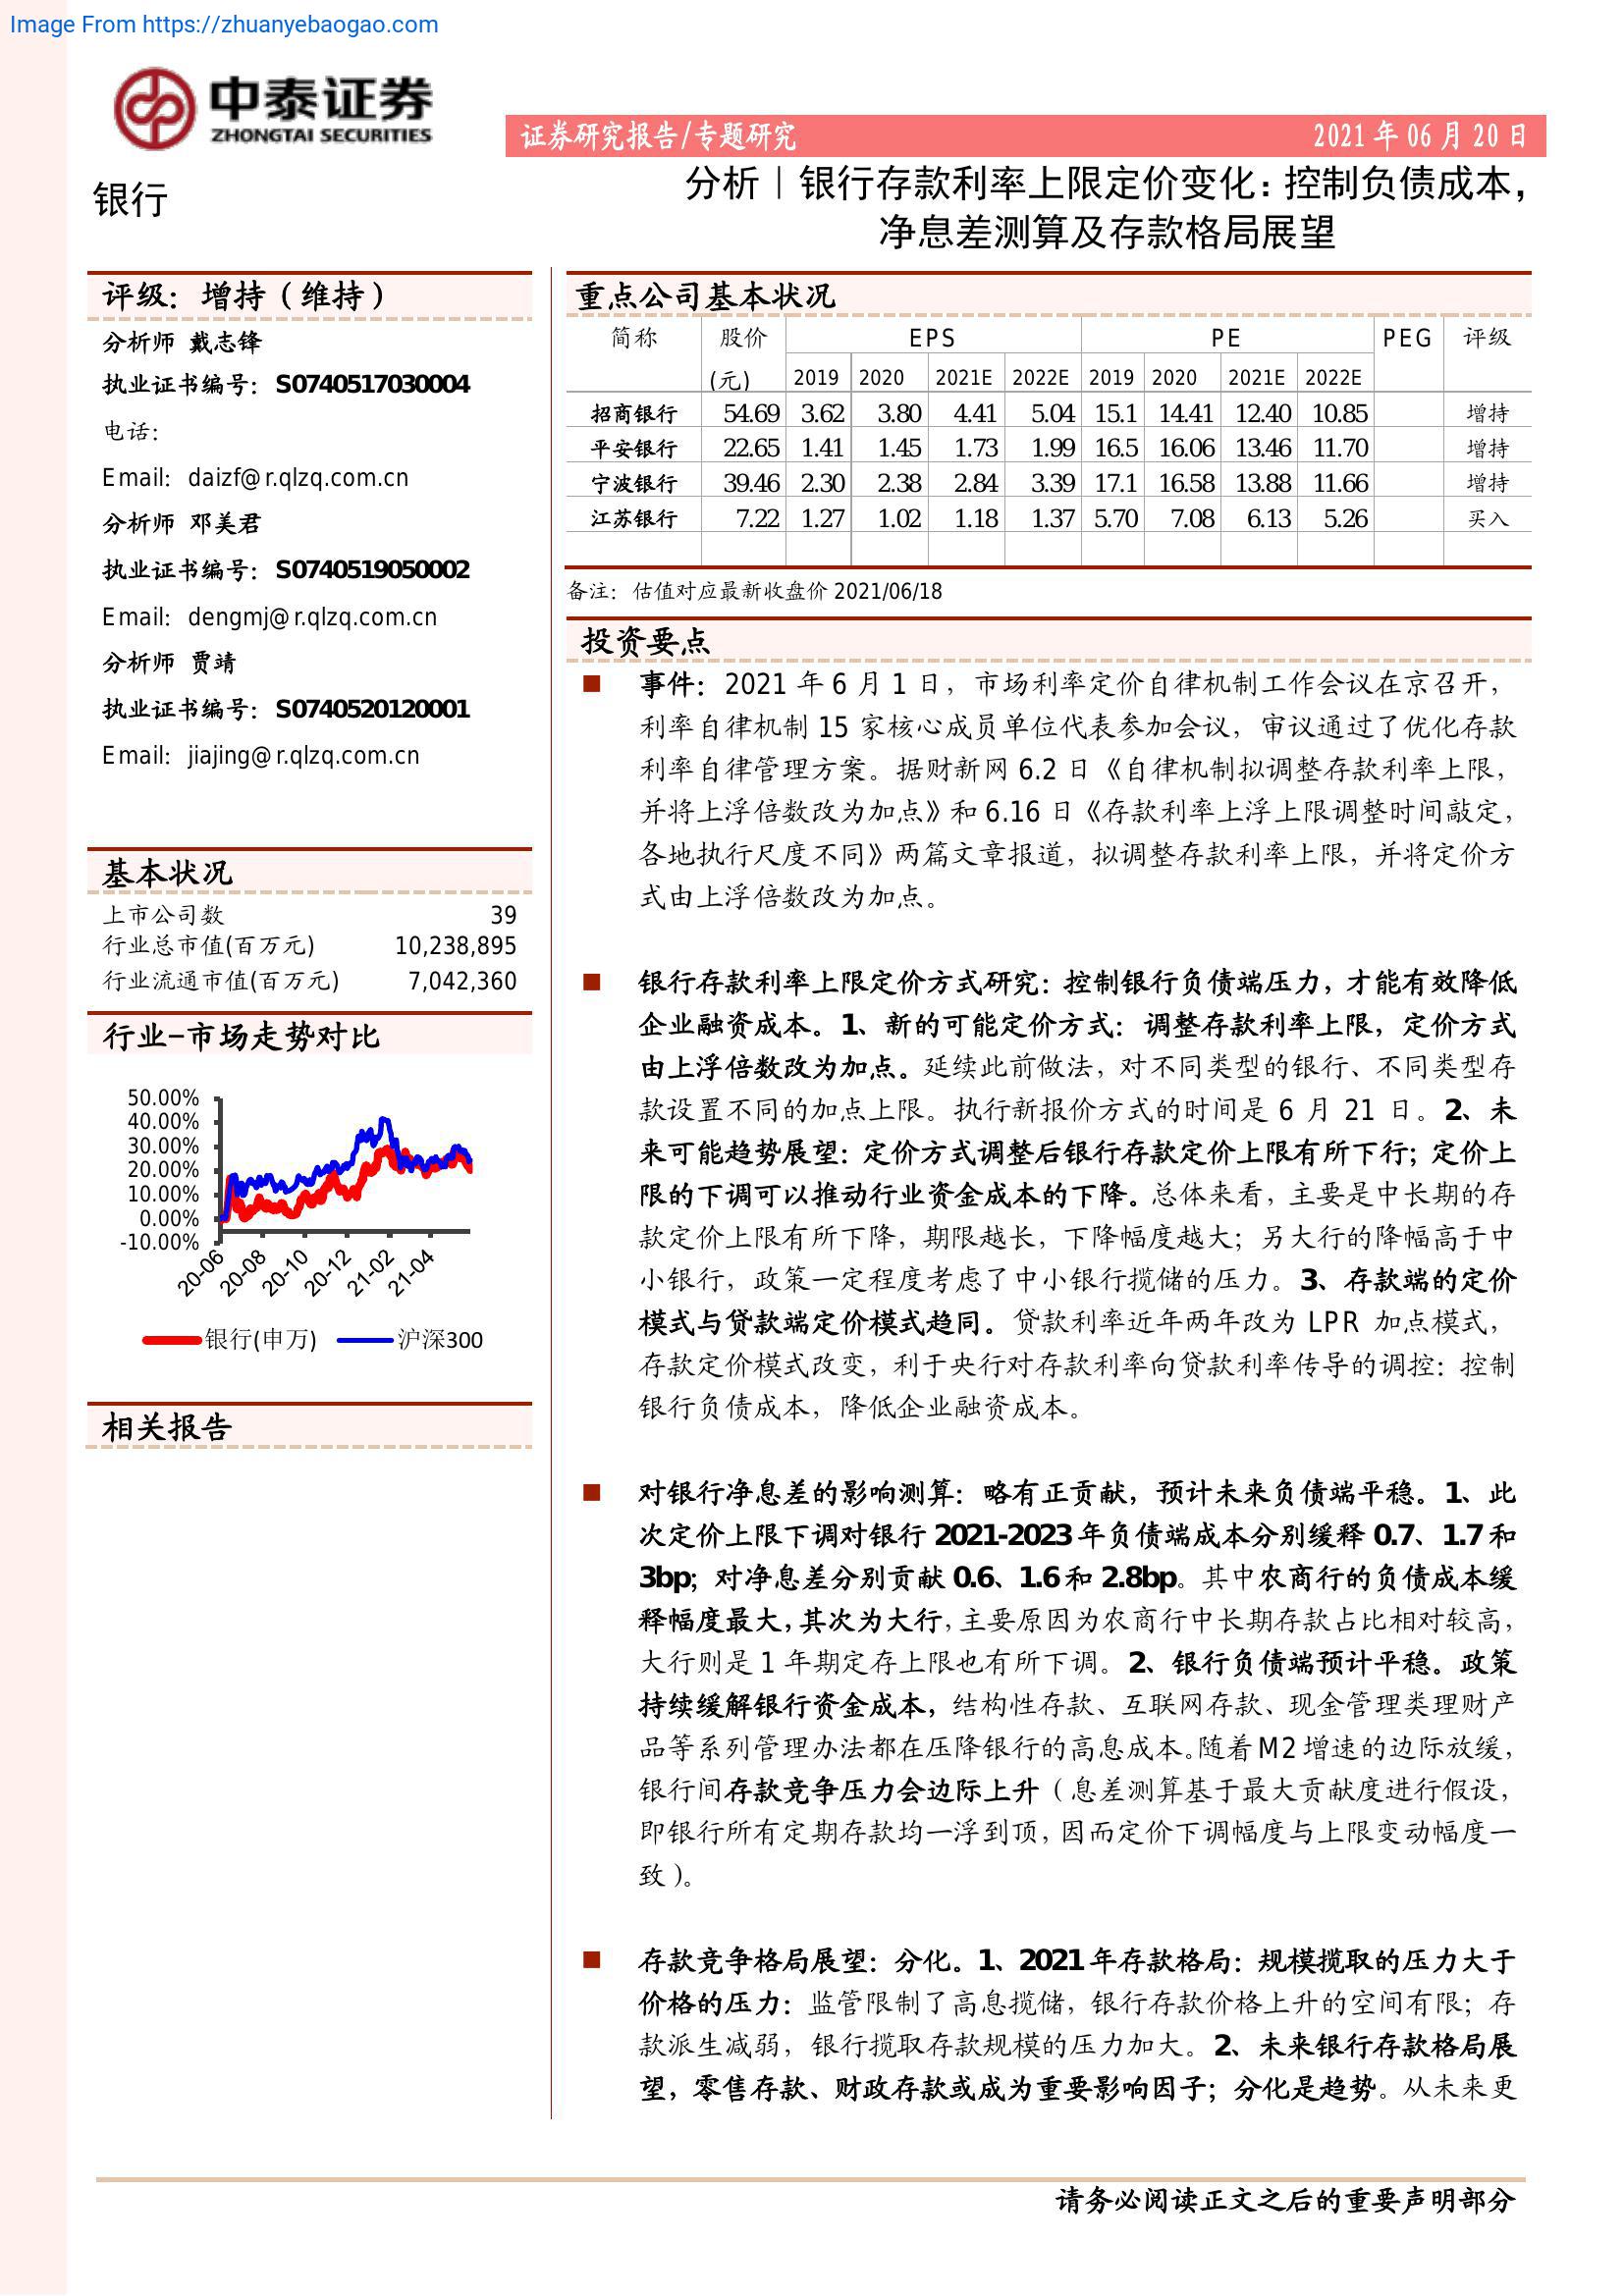 Image From https://zhuanyebaogao.com
中泰证券
ZHONGTAI SECURITIES
证券研究报告/专题研究 2021 年 06 月 20 日
银行
分析｜银行存款利率上限定价变化：控制负债成本，
净息差测算及存款格局展望
评级：增持（维持）
分析师 戴志锋
执业证书编号：S0740517030004
电话：
Email：daizf@r.qlzq.com.cn
分析师 邓美君
执业证书编号：S0740519050002
Email：dengmj@r.qlzq.com.cn
分析师 贾靖
执业证书编号：S0740520120001
Email：jiajing@r.qlzq.com.cn
基本状况
上市公司数 39
行业总市值(百万元) 10,238,895
行业流通市值(百万元) 7,042,360
行业-市场走势对比
50.00%
40.00%
30.00%
20.00%
10.00%
0.00%
-10.00%
20-06 20-08 20-10 20-12 21-02 21-04
银行(申万) 沪深300
相关报告
重点公司基本状况
简称 股价 EPS PE PEG 评级
(元) 2019 2020 2021E 2022E 2019 2020 2021E 2022E
招商银行 54.69 3.62 3.80 4.41 5.04 15.1 14.41 12.40 10.85 增持
平安银行 22.65 1.41 1.45 1.73 1.99 16.5 16.06 13.46 11.70 增持
宁波银行 39.46 2.30 2.38 2.84 3.39 17.1 16.58 13.88 11.66 增持
江苏银行 7.22 1.27 1.02 1.18 1.37 5.70 7.08 6.13 5.26 买入
备注：估值对应最新收盘价 2021/06/18
投资要点
■ 事件：2021 年 6 月 1 日，市场利率定价自律机制工作会议在京召开，
利率自律机制 15 家核心成员单位代表参加会议，审议通过了优化存款
利率自律管理方案。据财新网 6.2 日《自律机制拟调整存款利率上限，
并将上浮倍数改为加点》和 6.16 日《存款利率上浮上限调整时间敲定，
各地执行尺度不同》两篇文章报道，拟调整存款利率上限，并将定价方
式由上浮倍数改为加点。
■ 银行存款利率上限定价方式研究：控制银行负债端压力，才能有效降低
企业融资成本。1、新的可能定价方式：调整存款利率上限，定价方式
由上浮倍数改为加点。延续此前做法，对不同类型的银行、不同类型存
款设置不同的加点上限。执行新报价方式的时间是 6 月 21 日。2、未
来可能趋势展望：定价方式调整后银行存款定价上限有所下行；定价上
限的下调可以推动行业资金成本的下降。总体来看，主要是中长期的存
款定价上限有所下降，期限越长，下降幅度越大；另大行的降幅高于中
小银行，政策一定程度考虑了中小银行揽储的压力。3、存款端的定价
模式与贷款端定价模式趋同。贷款利率近年两年改为 LPR 加点模式，
存款定价模式改变，利于央行对存款利率向贷款利率传导的调控：控制
银行负债成本，降低企业融资成本。
■ 对银行净息差的影响测算：略有正贡献，预计未来负债端平稳。1、此
次定价上限下调对银行 2021-2023 年负债端成本分别缓释 0.7、1.7 和
3bp；对净息差分别贡献 0.6、1.6 和 2.8bp。其中农商行的负债成本缓
释幅度最大，其次为大行，主要原因为农商行中长期存款占比相对较高，
大行则是 1 年期定存上限也有所下调。2、银行负债端预计平稳。政策
持续缓解银行资金成本，结构性存款、互联网存款、现金管理类理财产
品等系列管理办法都在压降银行的高息成本。随着 M2 增速的边际放缓，
银行间存款竞争压力会边际上升（息差测算基于最大贡献度进行假设，
即银行所有定期存款均一浮到顶，因而定价下调幅度与上限变动幅度一
致）。
■ 存款竞争格局展望：分化。1、2021 年存款格局：规模揽取的压力大于
价格的压力：监管限制了高息揽储，银行存款价格上升的空间有限；存
款派生减弱，银行揽取存款规模的压力加大。2、未来银行存款格局展
望，零售存款、财政存款或成为重要影响因子；分化是趋势。从未来更
请务必阅读正文之后的重要声明部分